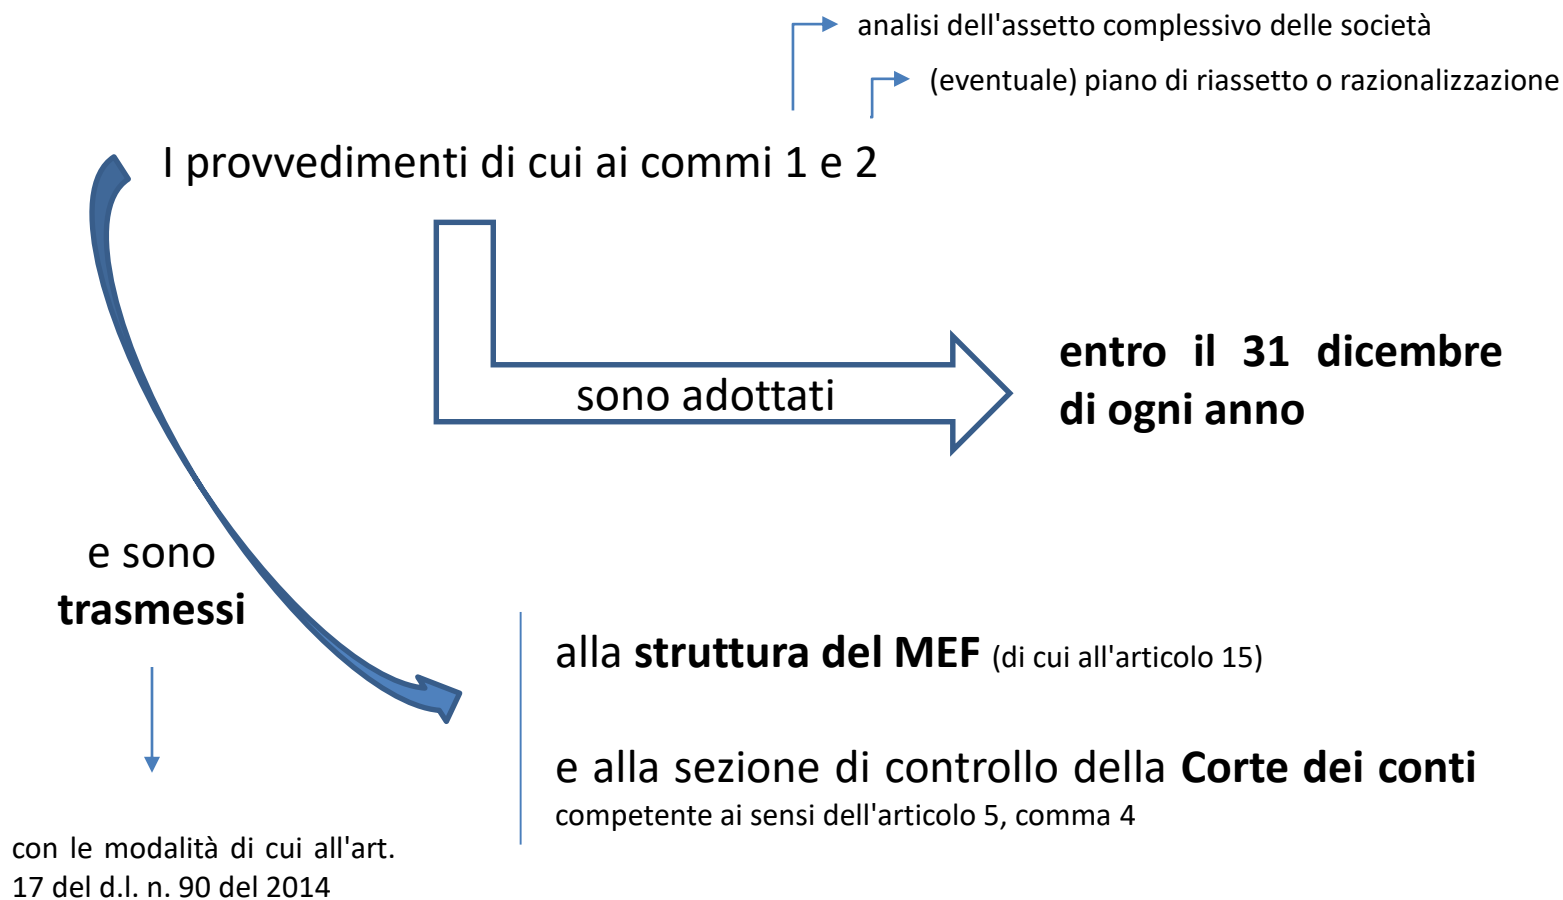 analisi dell'assetto complessivo delle società
(eventuale) piano di riassetto o razionalizzazione
I provvedimenti di cui ai commi 1 e 2
sono adottati
entro il 31 dicembre
di ogni anno
e sono
trasmessi
alla struttura del MEF (di cui all'articolo 15)
e alla sezione di controllo della Corte dei conti
competente ai sensi dell'articolo 5, comma 4
con le modalità di cui all'art.
17 del d.l. n. 90 del 2014